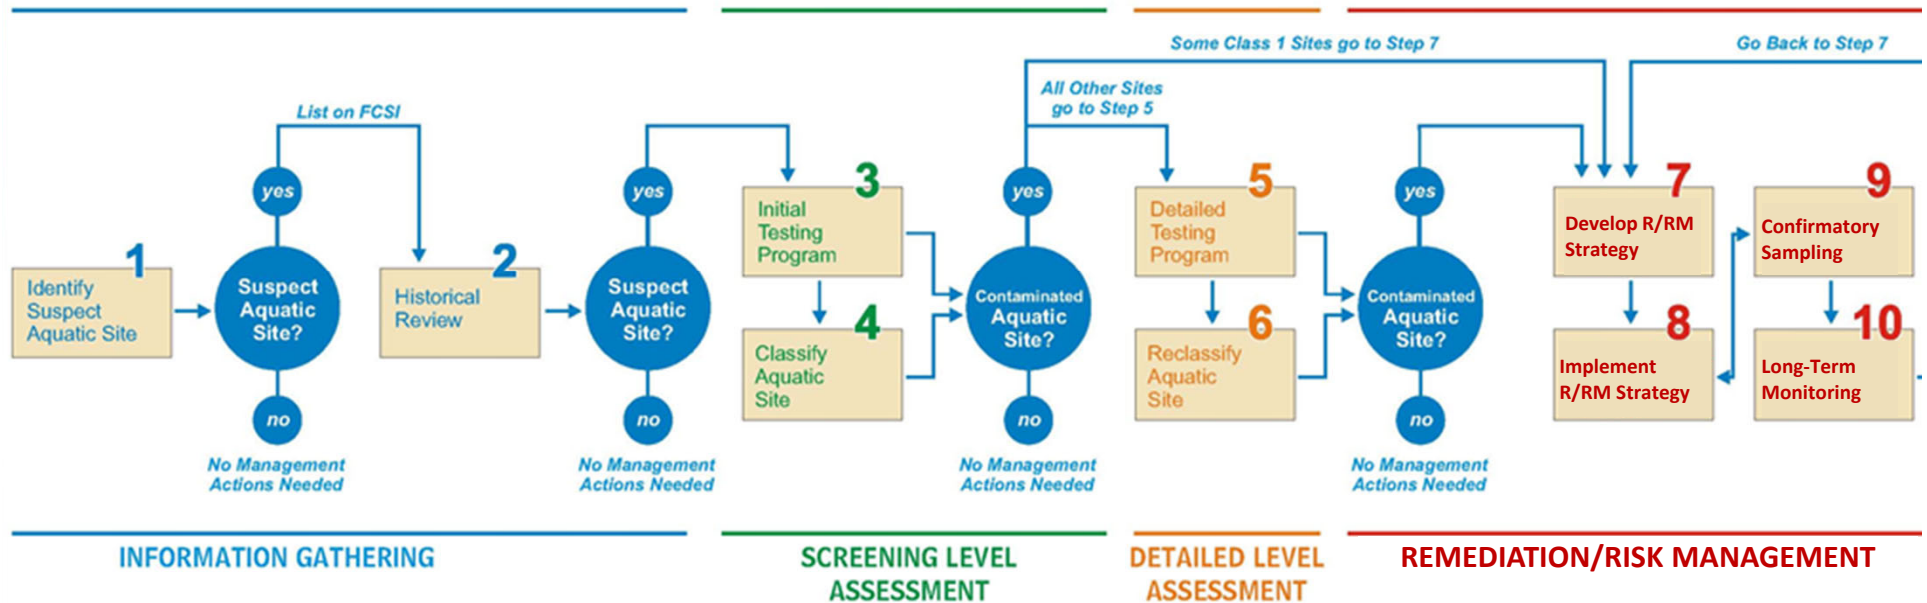 Some Class 1 Sites go to Step 7
Go Back to Step 7
All Other Sites
go to Step 5
List on FCSI
yes
yes
yes
yes
1
Identify
Suspect
Aquatic Site
Suspect
Aquatic
Site?
2
Historical
Review
Suspect
Aquatic
Site?
3
Initial
Testing
Program
4
Classify
Aquatic
Site
Contaminated
Aquatic
Site?
5
Detailed
Testing
Program
6
Reclassify
Aquatic
Site
Contaminated
Aquatic
Site?
7
Develop R/RM
Strategy
8
Implement
R/RM Strategy
9
Confirmatory
Sampling
10
Long-Term
Monitoring
no
no
no
no
No Management
Actions Needed
No Management
Actions Needed
No Management
Actions Needed
No Management
Actions Needed
INFORMATION GATHERING
SCREENING LEVEL
ASSESSMENT
DETAILED LEVEL
ASSESSMENT
REMEDIATION/RISK MANAGEMENT